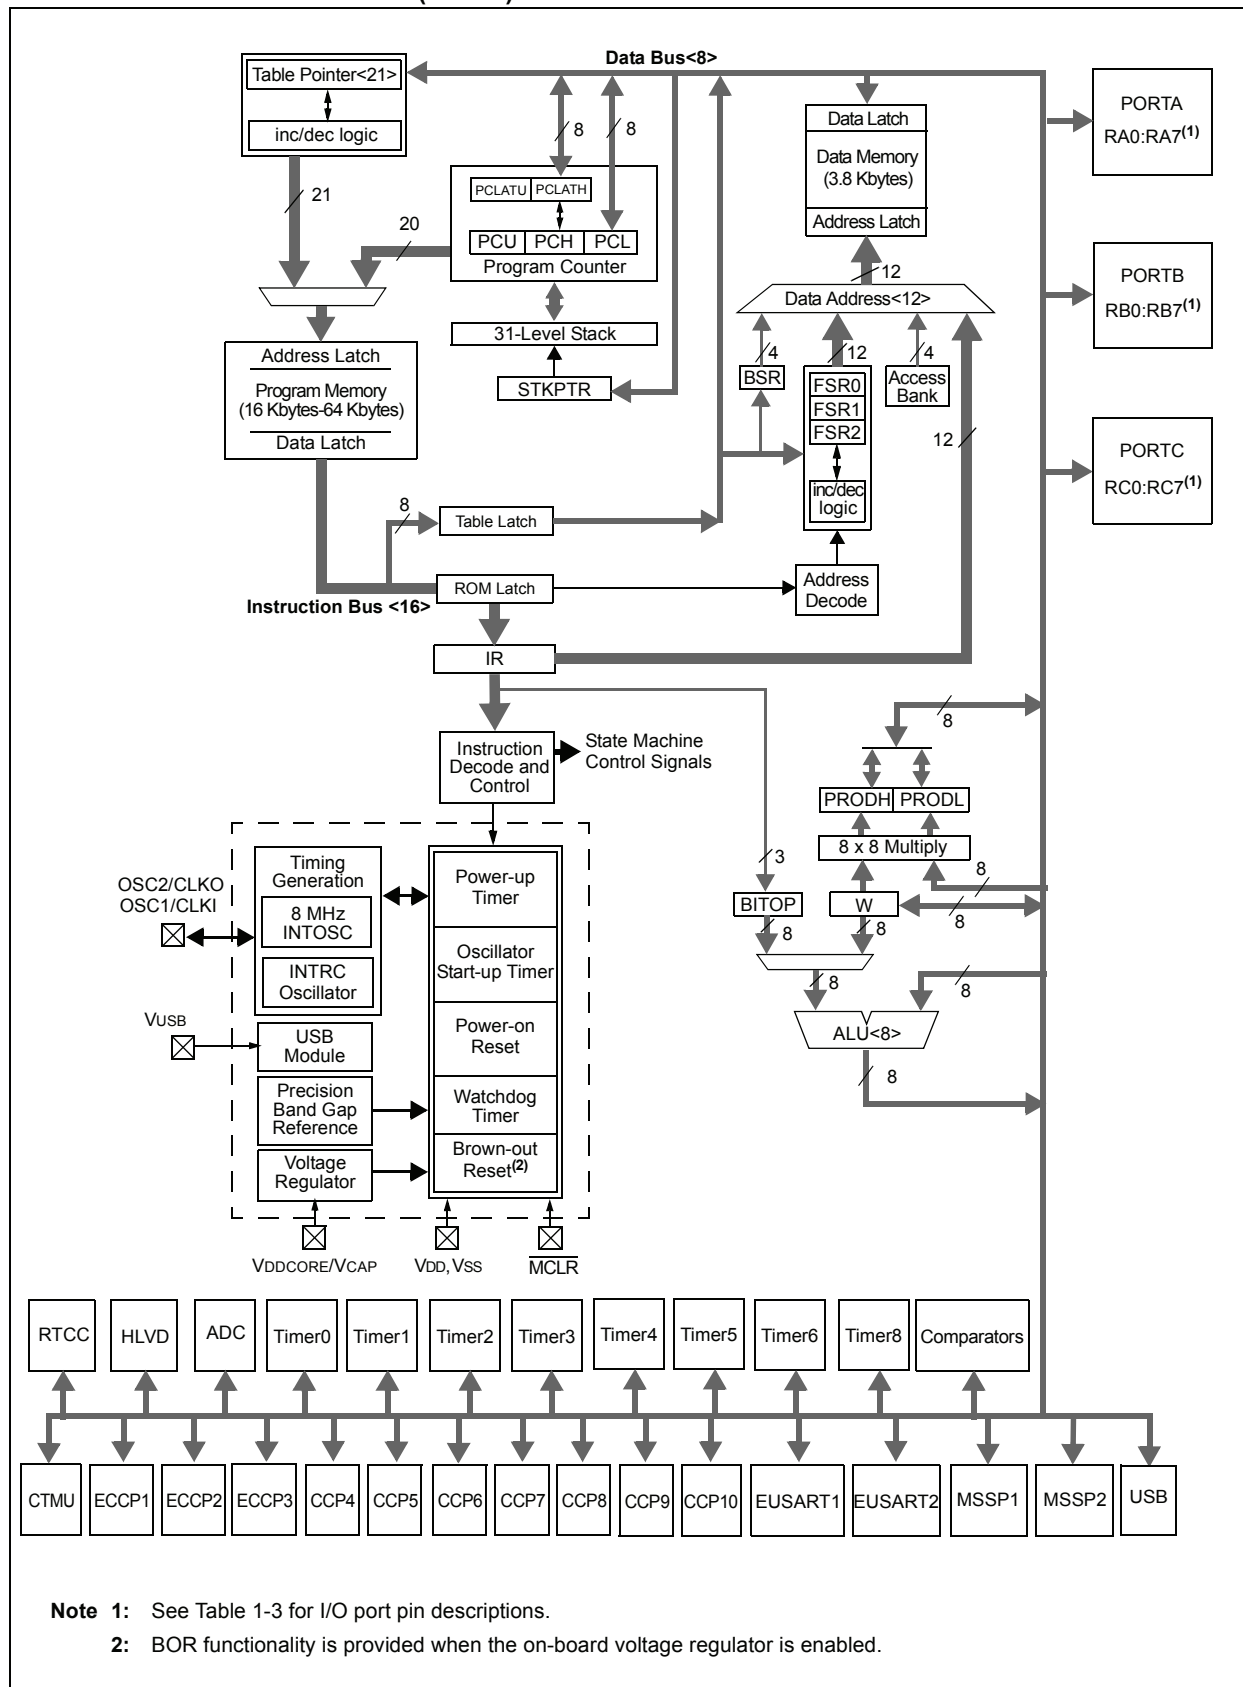 Data Bus<8>
Table Pointer<21>
inc/dec logic
21
20
8
8
PCLATU
PCLATH
PCU
PCH
PCL
Program Counter
31-Level Stack
STKPTR
Data Latch
Data Memory
(3.8 Kbytes)
Address Latch
12
Data Address<12>
4
12
4
BSR
FSR0
FSR1
FSR2
inc/dec
logic
Access
Bank
12
PORTA
RA0:RA7(1)
PORTB
RB0:RB7(1)
PORTC
RC0:RC7(1)
Address Latch
Program Memory
(16 Kbytes-64 Kbytes)
Data Latch
8
Table Latch
ROM Latch
Instruction Bus <16>
Address
Decode
IR
Instruction
Decode and
Control
State Machine
Control Signals
8
PRODH
PRODL
8 x 8 Multiply
3
8
BITOP
W
8
8
8
8
8
ALU<8>
8
OSC2/CLKO
OSC1/CLKI
Timing
Generation
8 MHz
INTOSC
INTRC
Oscillator
Power-up
Timer
Oscillator
Start-up Timer
Power-on
Reset
Watchdog
Timer
Brown-out
Reset(2)
VUSB
USB
Module
Precision
Band Gap
Reference
Voltage
Regulator
VDDCORE/VCAP
VDD, VSS
MCLR
RTCC
HLVD
ADC
Timer0
Timer1
Timer2
Timer3
Timer4
Timer5
Timer6
Timer8
Comparators
CTMU
ECCP1
ECCP2
ECCP3
CCP4
CCP5
CCP6
CCP7
CCP8
CCP9
CCP10
EUSART1
EUSART2
MSSP1
MSSP2
USB
Note 1: See Table 1-3 for I/O port pin descriptions.
2: BOR functionality is provided when the on-board voltage regulator is enabled.